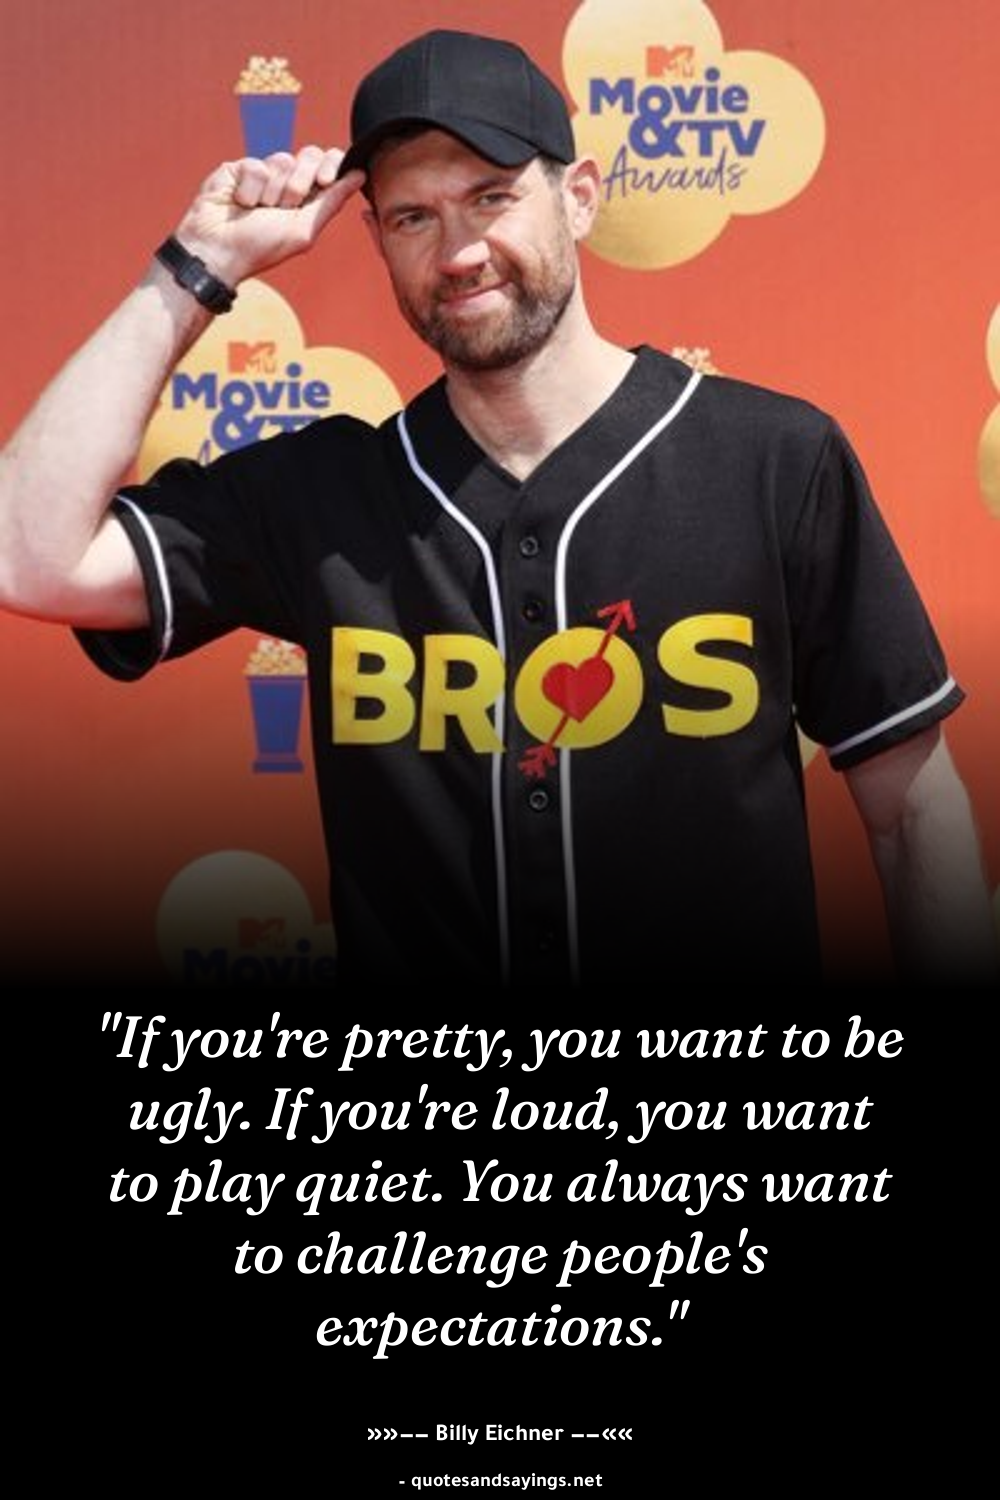 MTV
Movie
&TV
Awards
MTV
Movie
&TV
BROS
MTV
Movie
"If you're pretty, you want to be
ugly. If you're loud, you want
to play quiet. You always want
to challenge people's
expectations."
»»–– Billy Eichner ––««
- quotesandsayings.net